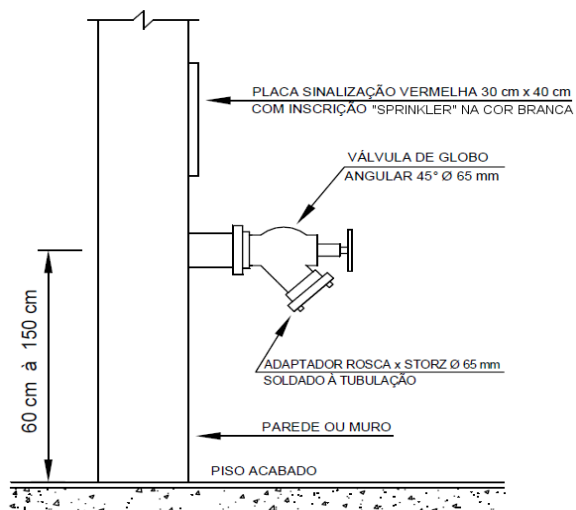 PLACA SINALIZAÇÃO VERMELHA 30 cm x 40 cm
COM INSCRIÇÃO "SPRINKLER" NA COR BRANCA
VÁLVULA DE GLOBO
ANGULAR 45° Ø 65 mm
60 cm à 150 cm
ADAPTADOR ROSCA x STORZ Ø 65 mm
SOLDADO À TUBULAÇÃO
PAREDE OU MURO
PISO ACABADO